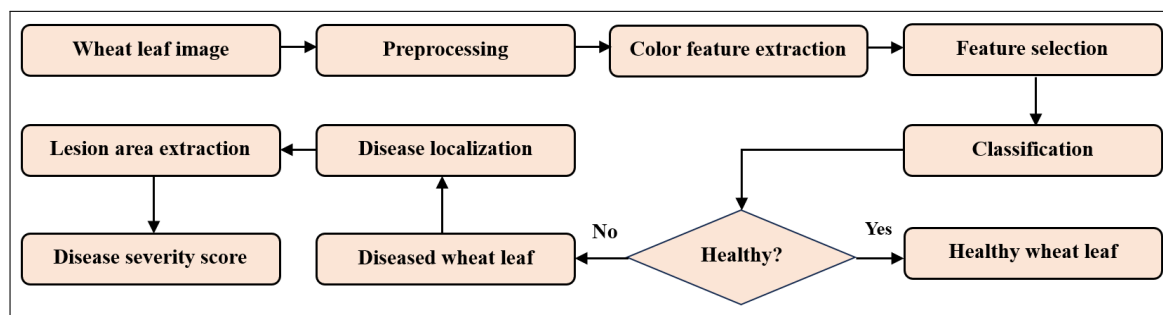 Wheat leaf image
Preprocessing
Color feature extraction
Feature selection
Lesion area extraction
Disease localization
Classification
No
Yes
Disease severity score
Diseased wheat leaf
Healthy?
Healthy wheat leaf